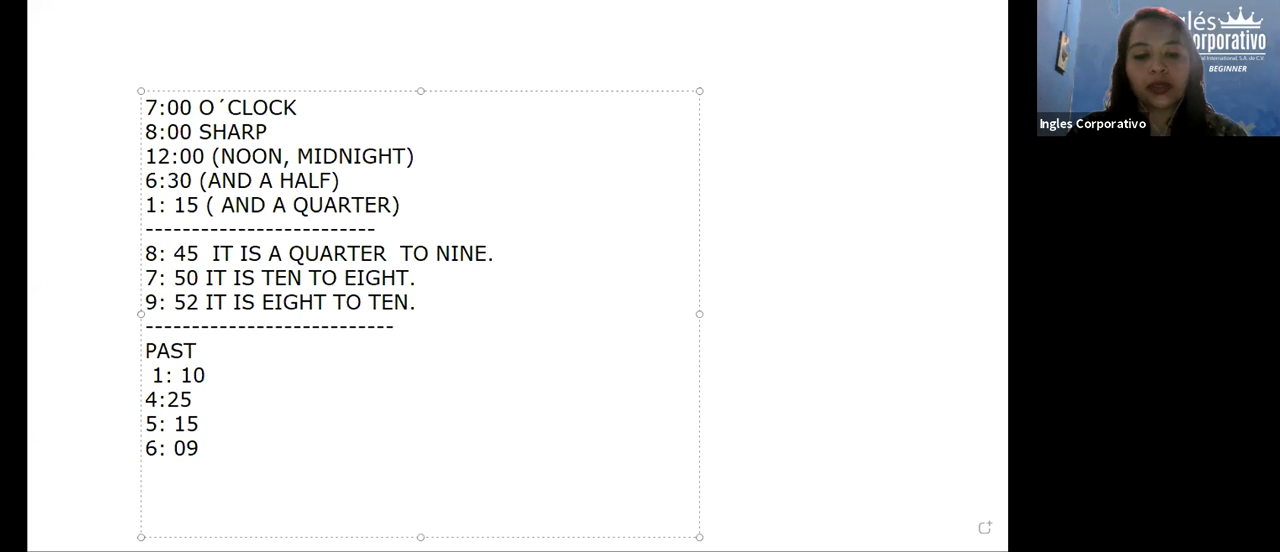 7:00 O´CLOCK
8:00 SHARP
12:00 (NOON, MIDNIGHT)
6:30 (AND A HALF)
1: 15 ( AND A QUARTER)
-------------------------
8: 45  IT IS A QUARTER  TO NINE.
7: 50 IT IS TEN TO EIGHT.
9: 52 IT IS EIGHT TO TEN.
---------------------------
PAST
1: 10
4:25
5: 15
6: 09
glés
orporativo
BEGINNER
Ingles Corporativo